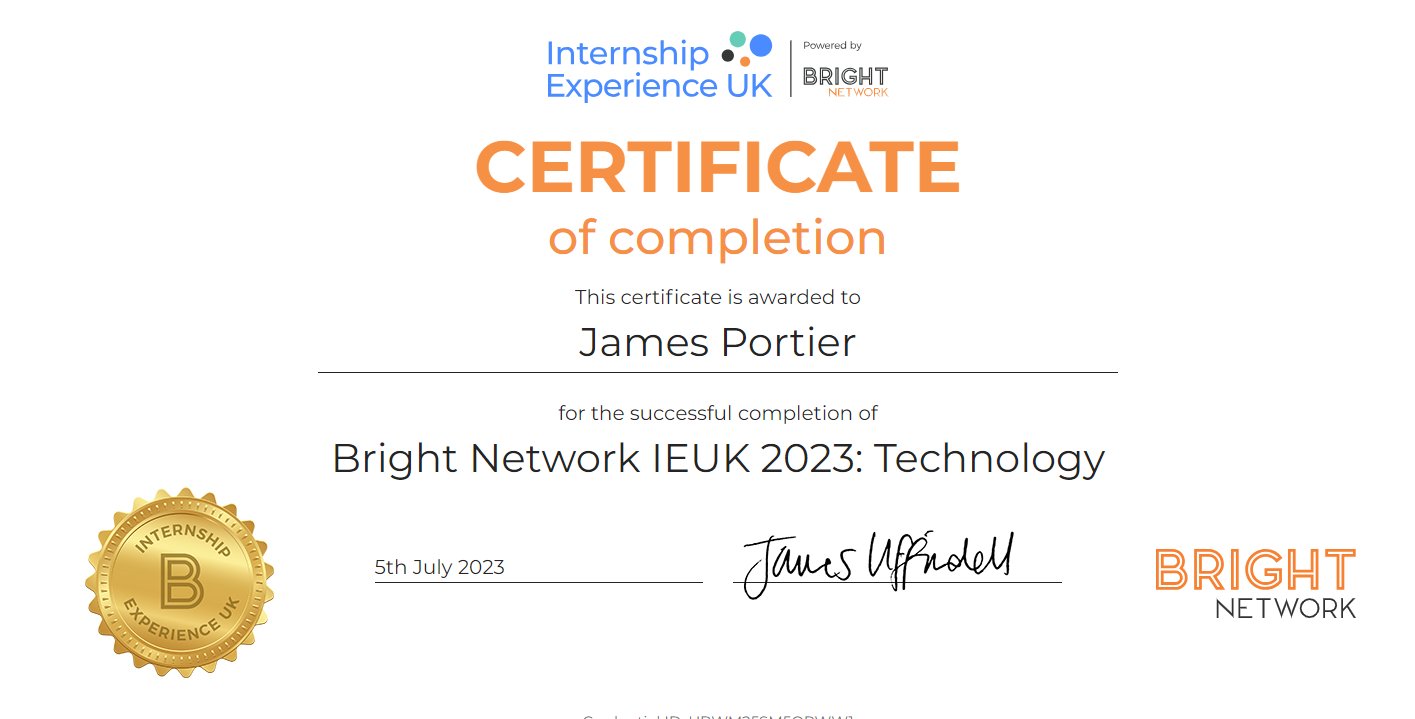 Internship
Experience UK
Powered by
BRIGHT
NETWORK
CERTIFICATE
of completion
This certificate is awarded to
James Portier
for the successful completion of
Bright Network IEUK 2023: Technology
INTERNSHIP
B
EXPERIENCE UK
5th July 2023
James Uffindell
BRIGHT
NETWORK